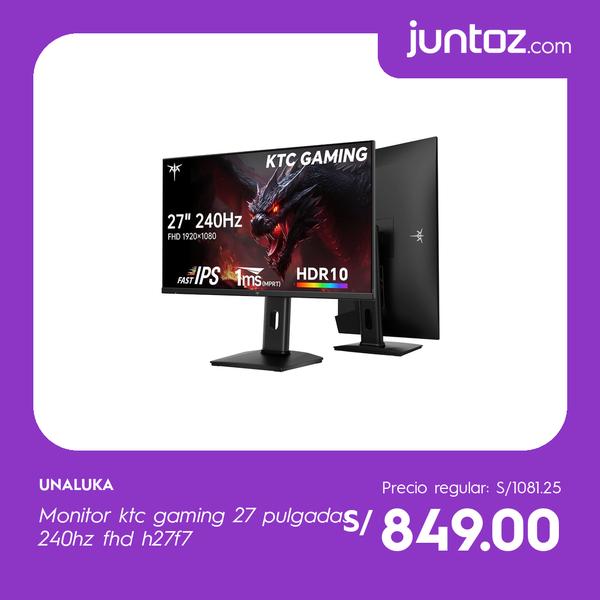 juntoz.com
KTC GAMING
27" 240Hz
FHD 1920×1080
FAST IPS 1ms (MPRT) HDR10
UNALUKA
Precio regular: S/1081.25
Monitor ktc gaming 27 pulgadas
240hz fhd h27f7
S/ 849.00